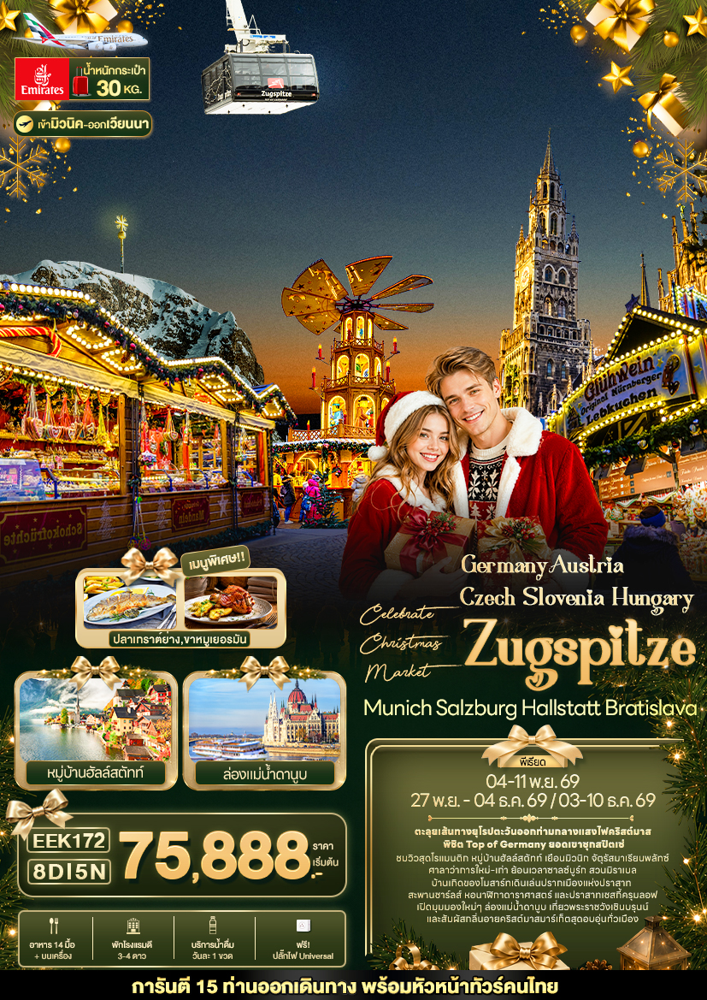 Emirates
Emirates
น้ำหนักกระเป๋า
30 KG.
เข้ามิวนิค-ออกเวียนนา
Zugspitze
TOP OF GERMANY
Glühwein
Original Nürnberger
Lebkuchen
Schokofrüchte
Mandeln
เมนูพิเศษ!!
ปลาเทราต์ย่าง,ขาหมูเยอรมัน
Germany Austria
Czech Slovenia Hungary
Celebrate
Christmas
Market
Zugspitze
Munich Salzburg Hallstatt Bratislava
หมู่บ้านฮัลล์สตัทท์
ล่องแม่น้ำดานูบ
พีเรียด
04-11 พ.ย. 69
27 พ.ย. - 04 ธ.ค. 69 / 03-10 ธ.ค. 69
ตะลุยเส้นทางยุโรปตะวันออกท่ามกลางแสงไฟคริสต์มาส
พิชิต Top of Germany ยอดเขาซุกสปิตเซ่
ชมวิวสุดโรแมนติก หมู่บ้านฮัลล์สตัทท์ เยือนมิวนิก จัตุรัสมาเรียนพลัทซ์
ศาลาว่าการใหม่-เก่า ย้อนเวลาซาลซ์บูร์ก สวนมิราเบล
บ้านเกิดของโมสาร์ทเดินเล่นปรากเมืองแห่งปราสาท
สะพานชาร์ลส์ หอนาฬิกาดาราศาสตร์ และปราสาทเชสกี้ครุมลอฟ
เปิดมุมมองใหม่ๆ ล่องแม่น้ำดานูบ เที่ยวพระราชวังเชินบรุนน์
และสัมผัสกลิ่นอายคริสต์มาสมาร์เก็ตสุดอบอุ่นทั่วเมือง
EEK172
8D15N
75,888.-
ราคา
เริ่มต้น
อาหาร 14 มื้อ
+ บนเครื่อง
พักโรงแรมดี
3-4 ดาว
บริการน้ำดื่ม
วันละ 1 ขวด
ฟรี!
ปลั๊กไฟ Universal
การันตี 15 ท่านออกเดินทาง พร้อมหัวหน้าทัวร์คนไทย